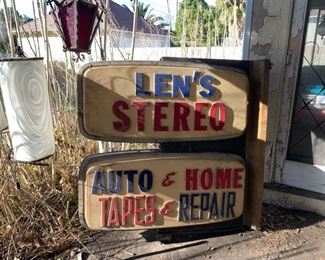 LEN'S
STEREO
AUTO & HOME
TAPES & REPAIR